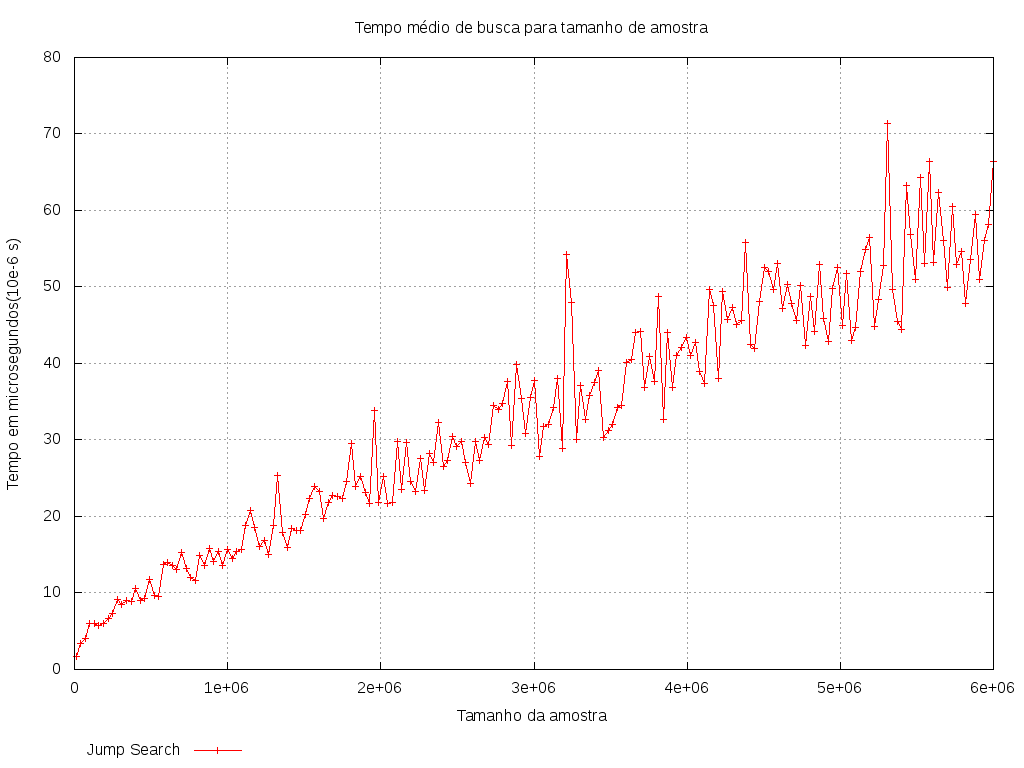 Tempo médio de busca para tamanho de amostra
80
70
60
50
40
30
20
10
0
Tempo em microsegundos(10e-6 s)
0 1e+06 2e+06 3e+06 4e+06 5e+06 6e+06
Tamanho da amostra
Jump Search